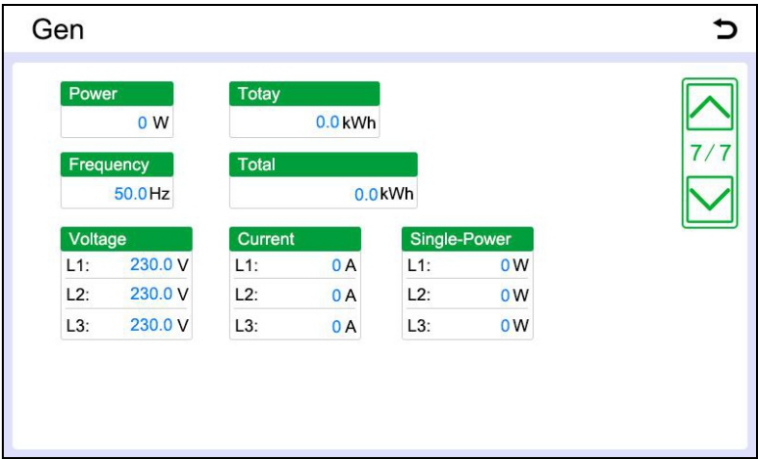 Gen
Power
0 W
Totay
0.0 kWh
7/7
Frequency
50.0 Hz
Total
0.0 kWh
Voltage
L1: 230.0 V
L2: 230.0 V
L3: 230.0 V
Current
L1: 0 A
L2: 0 A
L3: 0 A
Single-Power
L1: 0 W
L2: 0 W
L3: 0 W